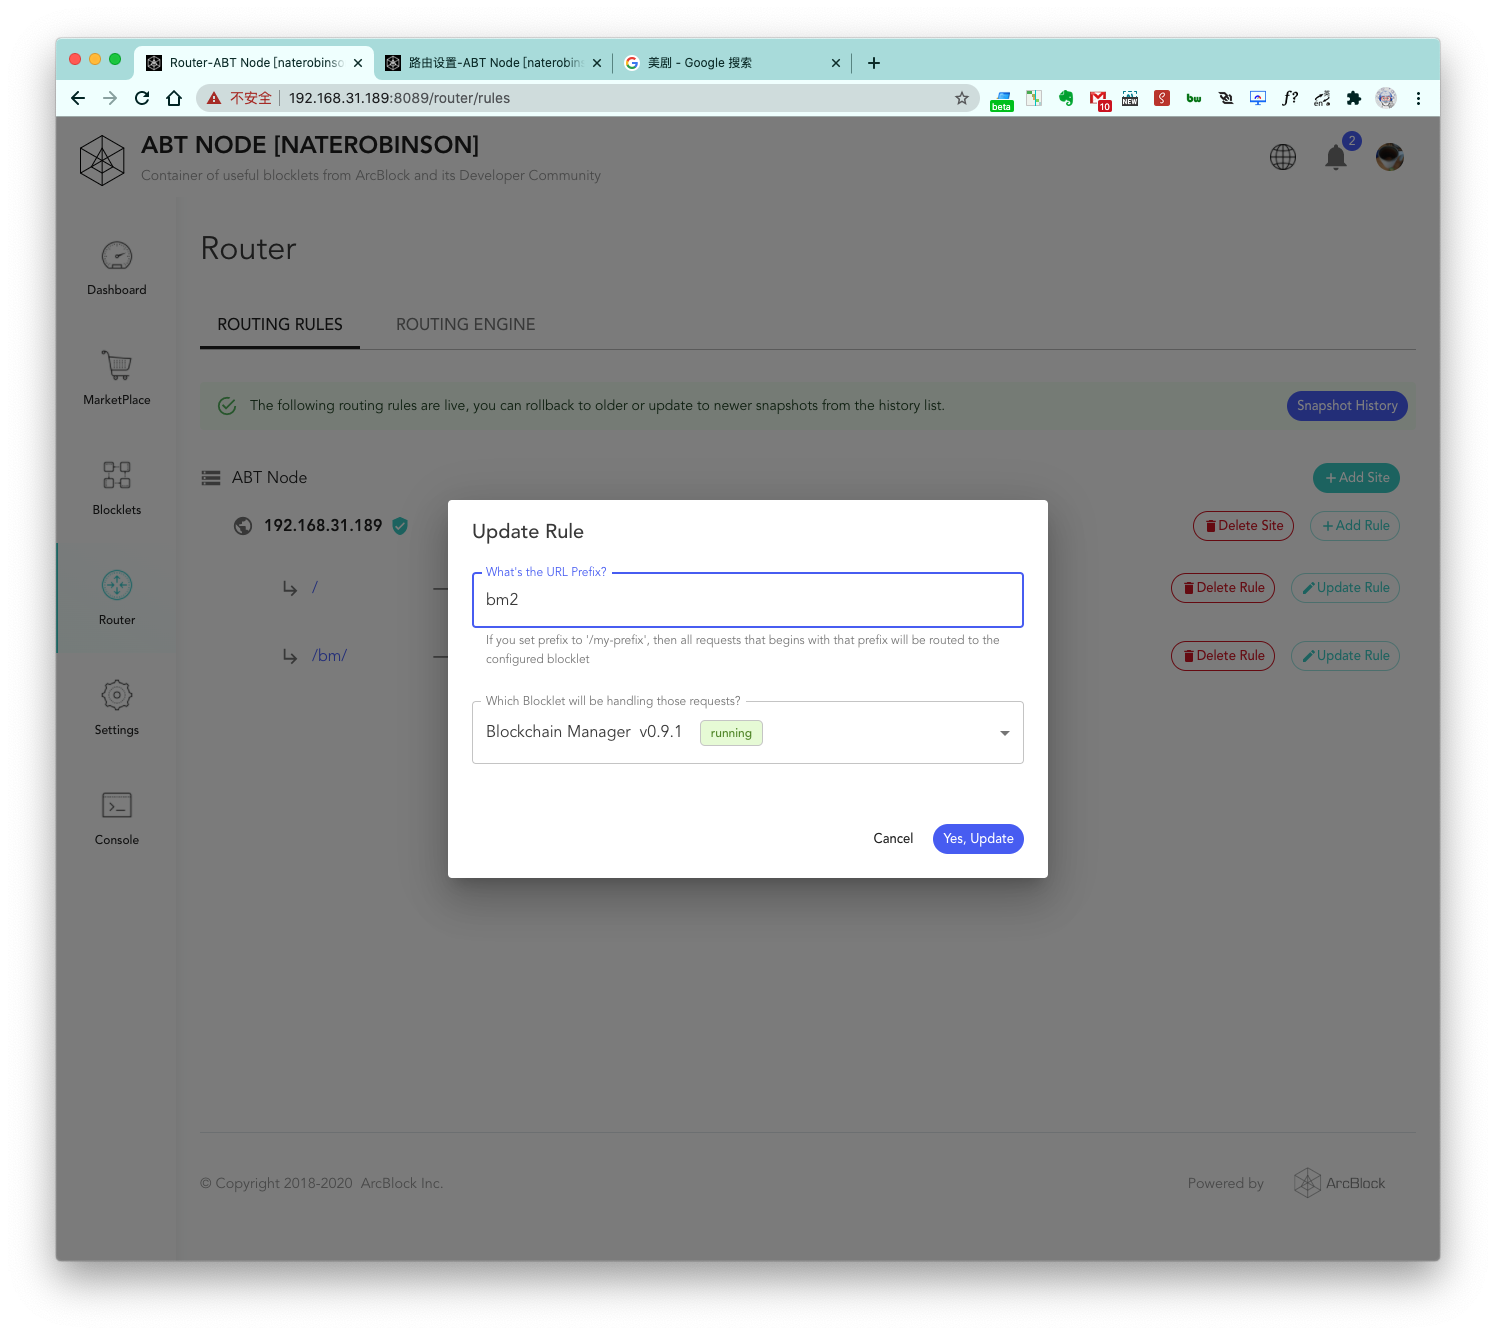 Router-ABT Node [naterobinso
路由设置-ABT Node [naterobins
美剧 - Google 搜索
不安全
192.168.31.189:8089/router/rules
beta
10
NEW
bw
f?
en
英
ABT NODE [NATEROBINSON]
Container of useful blocklets from ArcBlock and its Developer Community
2
Dashboard
MarketPlace
Blocklets
Router
Settings
Console
Router
ROUTING RULES
ROUTING ENGINE
The following routing rules are live, you can rollback to older or update to newer snapshots from the history list.
Snapshot History
ABT Node
+ Add Site
192.168.31.189
Delete Site
+ Add Rule
/
Delete Rule
Update Rule
/bm/
Delete Rule
Update Rule
Update Rule
What's the URL Prefix?
bm2
If you set prefix to '/my-prefix', then all requests that begins with that prefix will be routed to the
configured blocklet
Which Blocklet will be handling those requests?
Blockchain Manager v0.9.1 running
Cancel
Yes, Update
© Copyright 2018-2020 ArcBlock Inc.
Powered by
ArcBlock